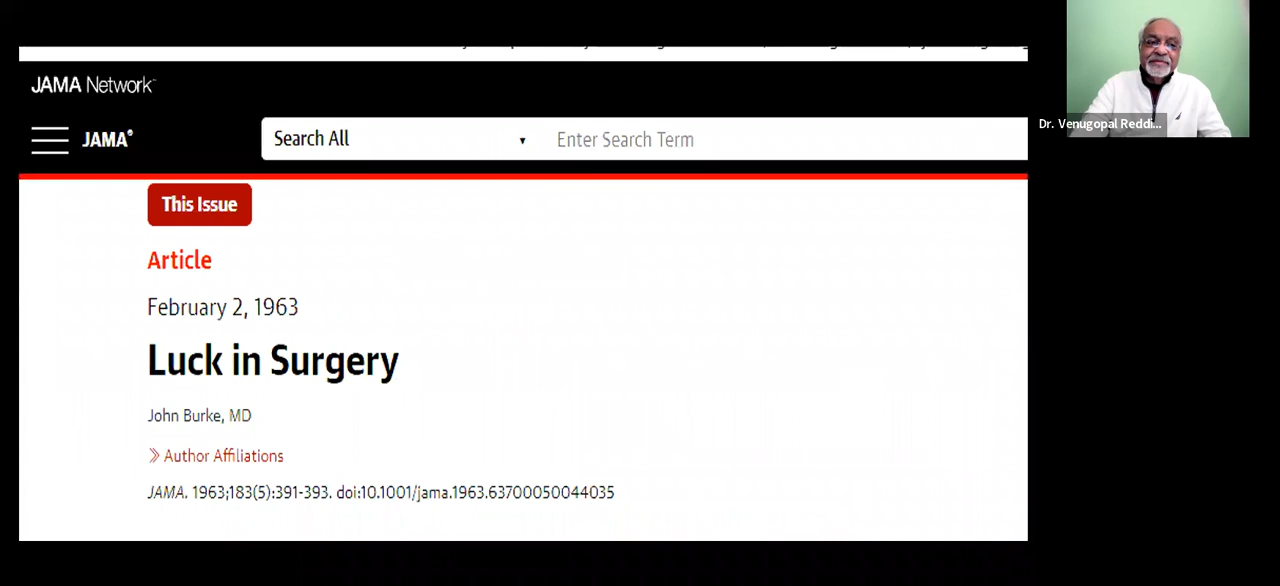 JAMA Network™
JAMA®
Search All
Enter Search Term
This Issue
Article
February 2, 1963
Luck in Surgery
John Burke, MD
Author Affiliations
JAMA. 1963;183(5):391-393. doi:10.1001/jama.1963.63700050044035
Dr. Venugopal Reddi...